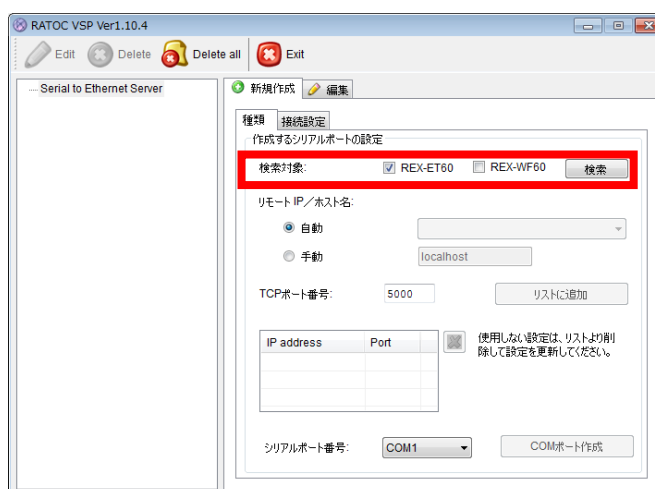 RATOC VSP Ver1.10.4
Edit Delete Delete all Exit
Serial to Ethernet Server
新規作成 編集
種類 接続設定
作成するシリアルポートの設定
検索対象: REX-ET60 REX-WF60 検索
リモート IP/ホスト名:
自動
手動 localhost
TCPポート番号: 5000 リストに追加
IP address Port
使用しない設定は、リストより削
除して設定を更新してください。
シリアルポート番号: COM1 COMポート作成